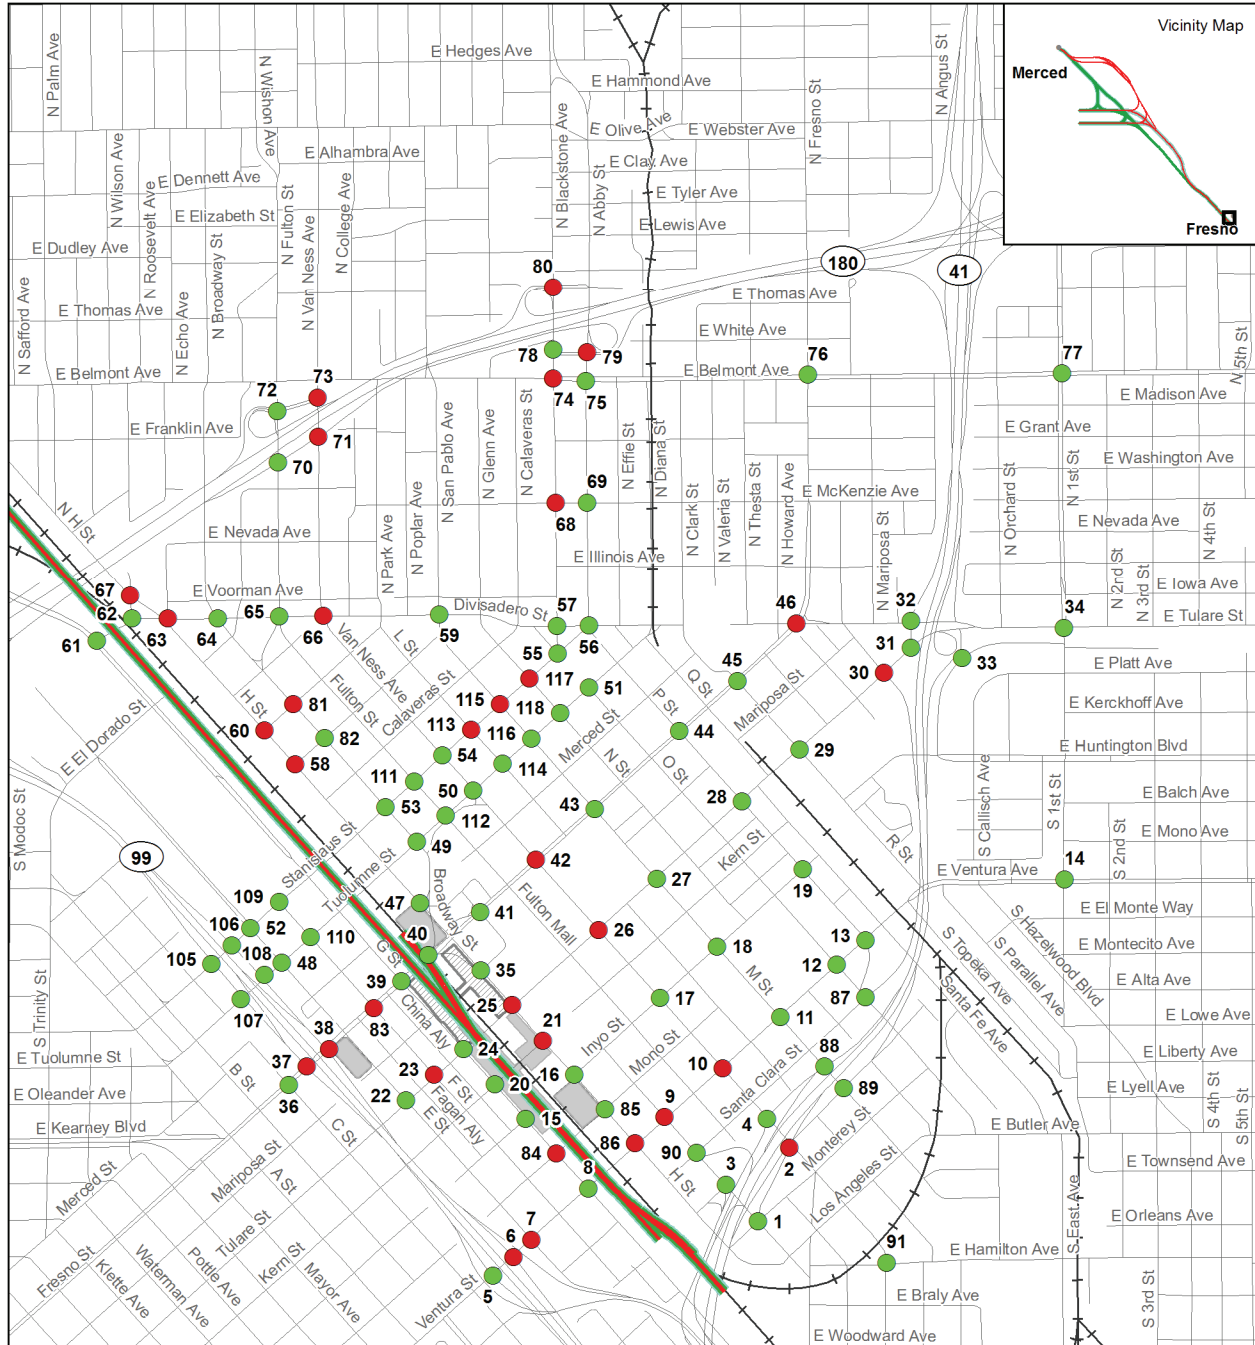 Vicinity Map
Merced
Fresno
N Palm Ave
N Wishon Ave
E Hedges Ave
E Hammond Ave
N Angus St
N Fresno St
N Blackstone Ave
E Olive Ave
E Webster Ave
N Wilson Ave
E Alhambra Ave
N Abby St
E Clay Ave
E Dennett Ave
N Roosevelt Ave
N Fulton St
N College Ave
E Tyler Ave
E Elizabeth St
N Van Ness Ave
E Lewis Ave
E Dudley Ave
N Broadway St
180
41
80
N Safford Ave
E Thomas Ave
N Echo Ave
E Thomas Ave
E White Ave
78
79
76
77
N 5th St
E Belmont Ave
72
73
74
75
E Belmont Ave
E Madison Ave
E Franklin Ave
71
N San Pablo Ave
N Glenn Ave
N Calaveras St
N Effie St
N Diana St
E Grant Ave
70
N Orchard St
N 1st St
E Washington Ave
69
68
N Clark St
N Valeria St
N Thesta St
N Howard Ave
E McKenzie Ave
N H St
E Nevada Ave
N Park Ave
N Poplar Ave
E Illinois Ave
E Nevada Ave
N 4th St
67
E Voorman Ave
Divisadero St
N Mariposa St
N 2nd St
N 3rd St
E Iowa Ave
E Tulare St
62
63
64
65
66
59
57
56
46
32
34
61
55
31
33
30
E Platt Ave
Van Ness Ave
L St
45
Q St
Mariposa St
E El Dorado St
H St
81
Fulton St
Calaveras St
115
117
51
118
P St
E Kerckhoff Ave
60
82
113
116
Merced St
44
29
E Huntington Blvd
58
54
114
N St
O St
S Modoc St
111
50
28
S Callisch Ave
S 1st St
E Balch Ave
53
112
43
99
Stanislaus St
49
Kern St
R St
S 2nd St
E Mono Ave
Tuolumne St
42
E Ventura Ave
14
27
19
109
47
Broadway St
Fulton Mall
41
S Hazelwood Blvd
E El Monte Way
106
52
110
40
26
18
13
S Topeka Ave
S Parallel Ave
E Montecito Ave
105
108
48
G St
35
12
E Alta Ave
39
M St
87
Santa Fe Ave
107
S Trinity St
China Aly
25
17
11
E Lowe Ave
83
21
Inyo St
E Tuolumne St
38
24
Mono St
88
E Liberty Ave
37
B St
23
F St
16
10
Santa Clara St
89
E Lyell Ave
E Oleander Ave
36
22
Fagan Aly
20
9
85
S 4th St
S 5th St
E St
15
4
Monterey St
E Kearney Blvd
C St
86
E Butler Ave
Merced St
Mariposa St
A St
84
90
2
8
3
Los Angeles St
E Townsend Ave
H St
S East Ave
E Orleans Ave
Tulare St
7
1
6
91
E Hamilton Ave
Fresno St
Klette Ave
Waterman Ave
Pottle Ave
Kern St
Mayor Ave
Ventura St
5
E Braly Ave
S 3rd St
E Woodward Ave